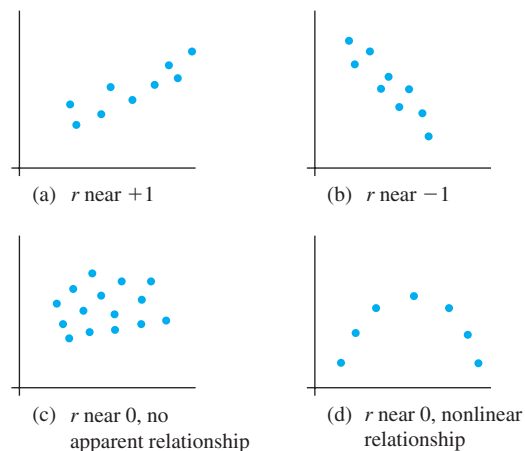 (a) r near +1
(b) r near −1
(c) r near 0, no
apparent relationship
(d) r near 0, nonlinear
relationship